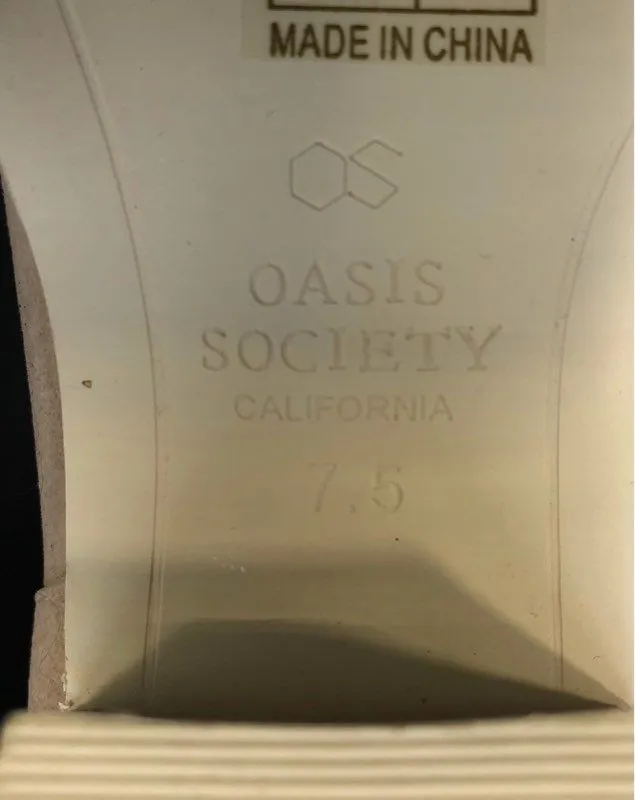 MADE IN CHINA
OS
OASIS
SOCIETY
CALIFORNIA
7.5